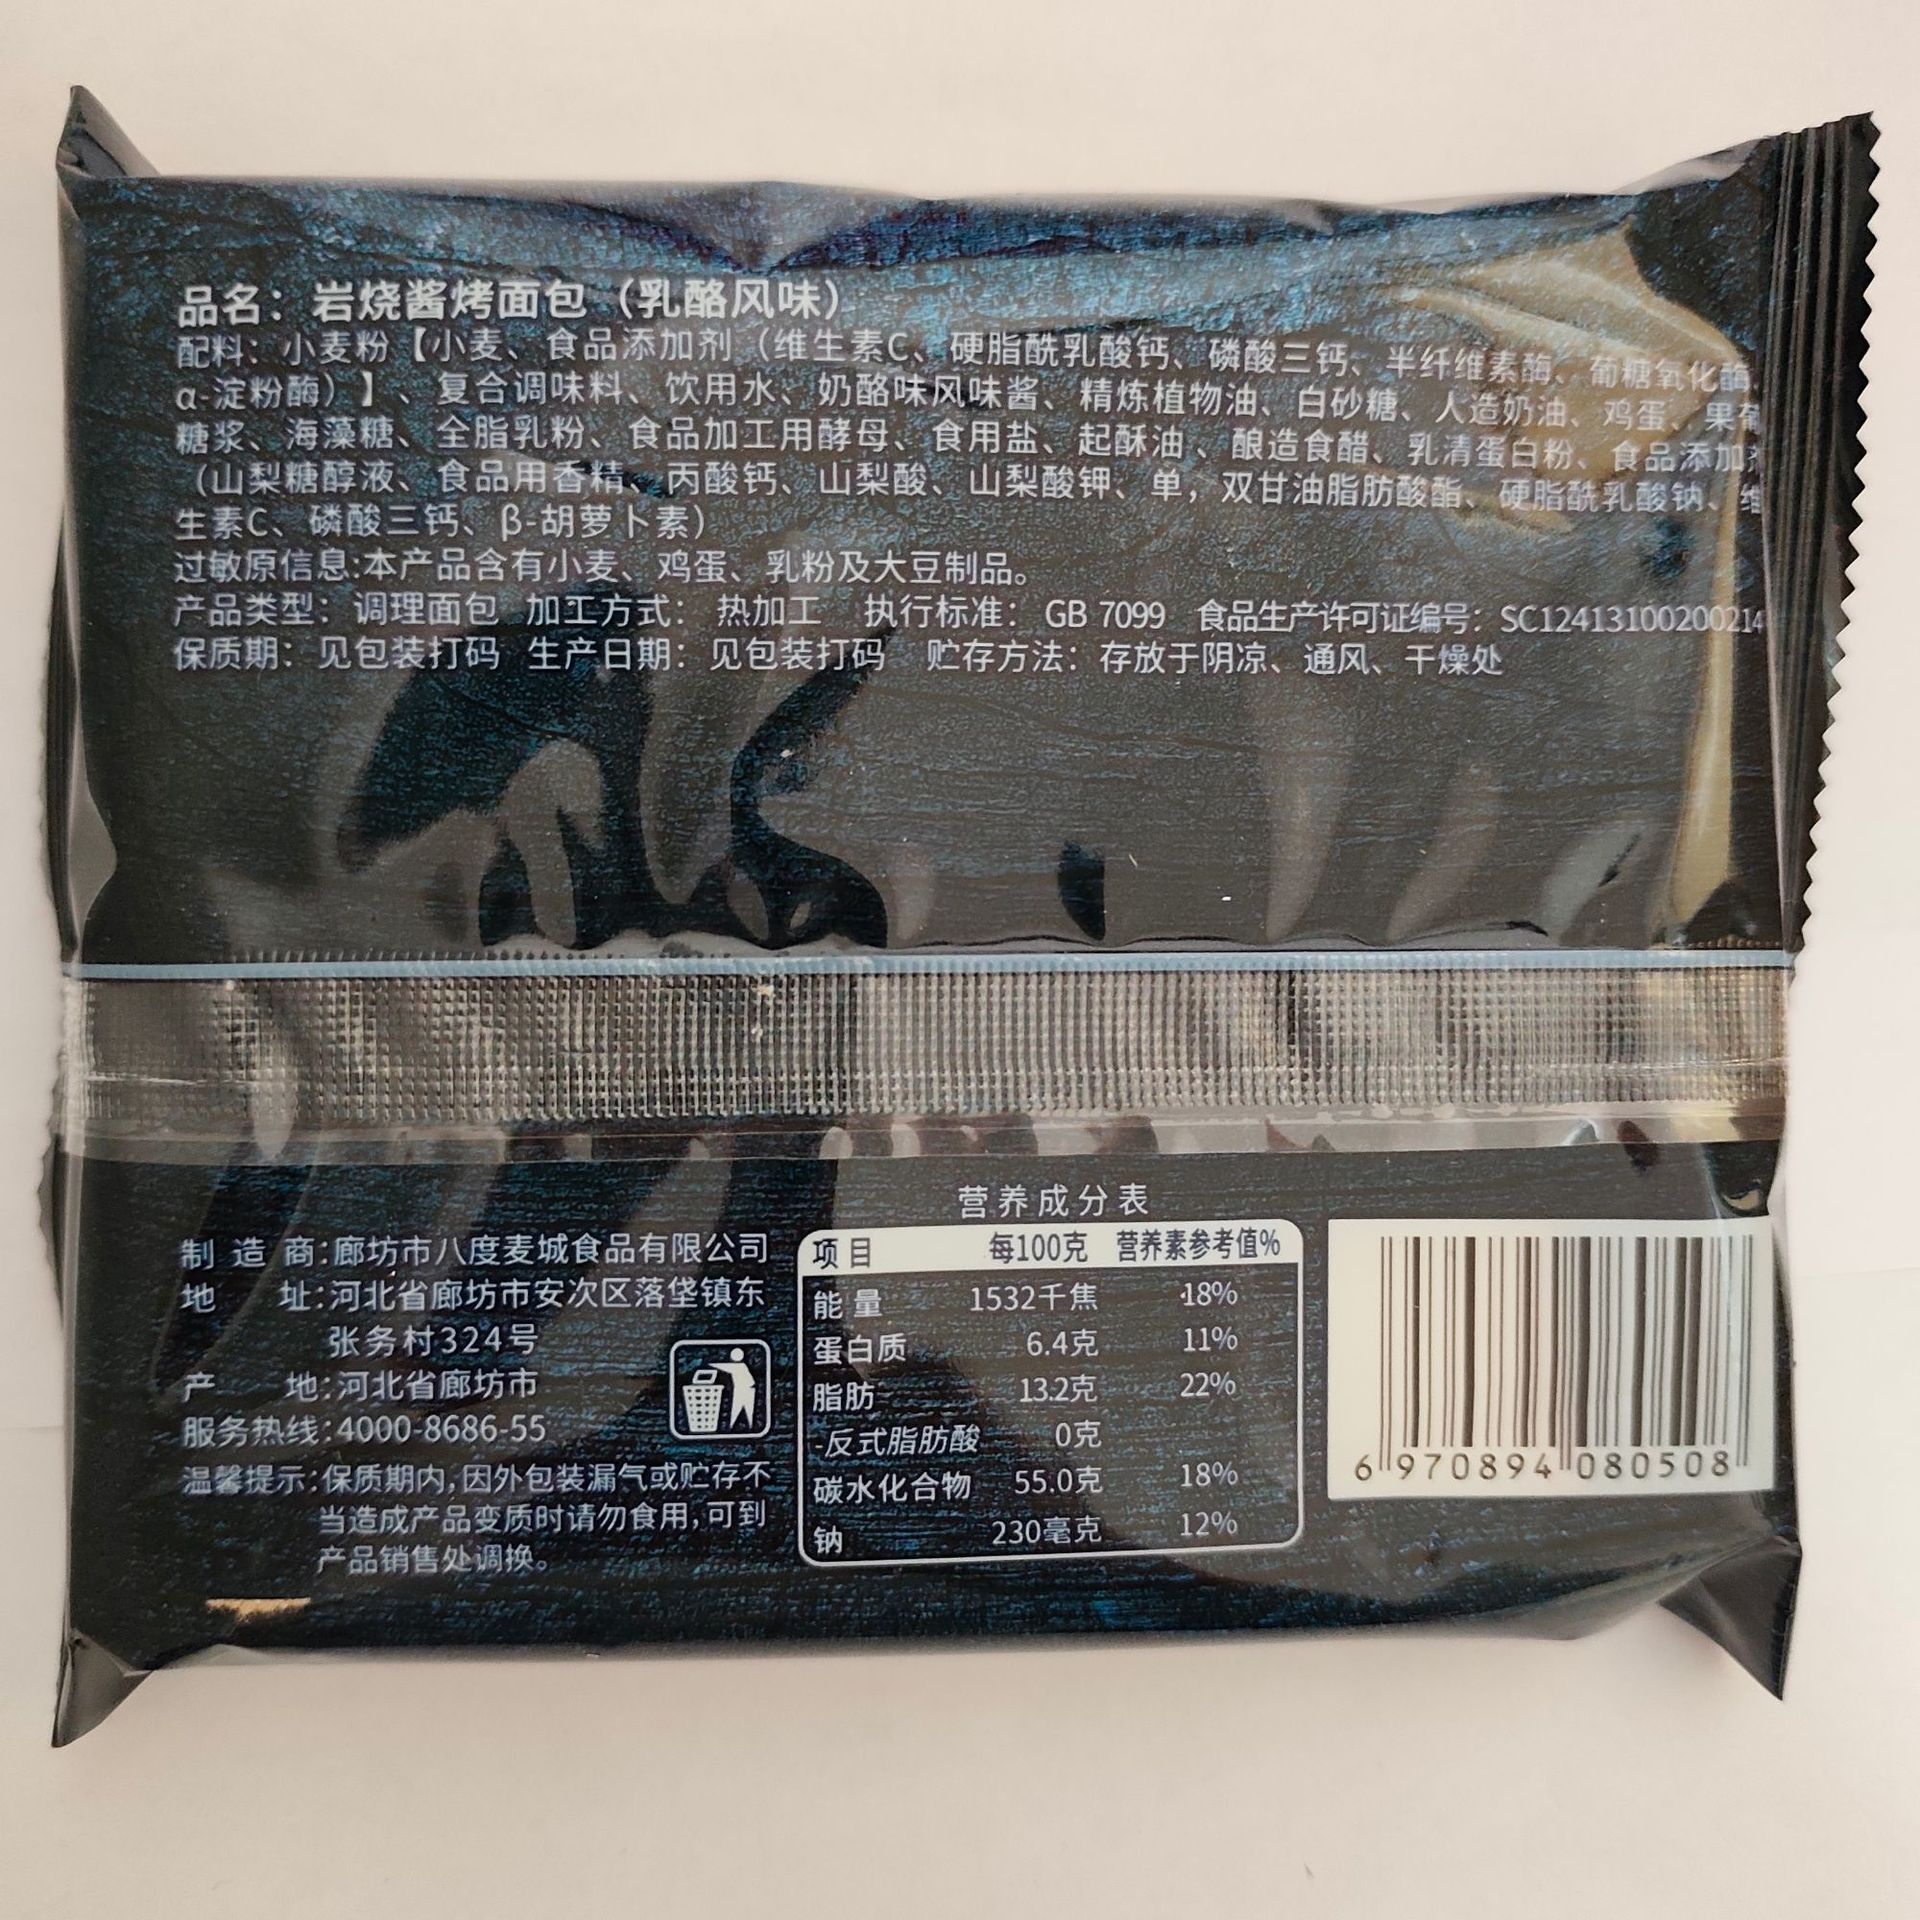 品名：岩烧酱烤面包（乳酪风味）
配料：小麦粉【小麦、食品添加剂（维生素C、硬脂酰乳酸钙、磷酸三钙、半纤维素酶、葡糖氧化酶、
α-淀粉酶）】、复合调味料、饮用水、奶酪味风味酱、精炼植物油、白砂糖、人造奶油、鸡蛋、果葡
糖浆、海藻糖、全脂乳粉、食品加工用酵母、食用盐、起酥油、酿造食醋、乳清蛋白粉、食品添加剂
（山梨糖醇液、食品用香精、丙酸钙、山梨酸、山梨酸钾、单，双甘油脂肪酸酯、硬脂酰乳酸钠、维
生素C、磷酸三钙、β-胡萝卜素）
过敏原信息:本产品含有小麦、鸡蛋、乳粉及大豆制品。
产品类型：调理面包 加工方式：热加工 执行标准：GB 7099 食品生产许可证编号：SC12413100200214
保质期：见包装打码 生产日期：见包装打码 贮存方法：存放于阴凉、通风、干燥处
制造商:廊坊市八度麦城食品有限公司
地址:河北省廊坊市安次区落垡镇东
张务村324号
产地:河北省廊坊市
服务热线:4000-8686-55
温馨提示:保质期内,因外包装漏气或贮存不
当造成产品变质时请勿食用,可到
产品销售处调换。
营养成分表
项目 每100克 营养素参考值%
能量 1532千焦 18%
蛋白质 6.4克 11%
脂肪 13.2克 22%
-反式脂肪酸 0克
碳水化合物 55.0克 18%
钠 230毫克 12%
6 970894 080508